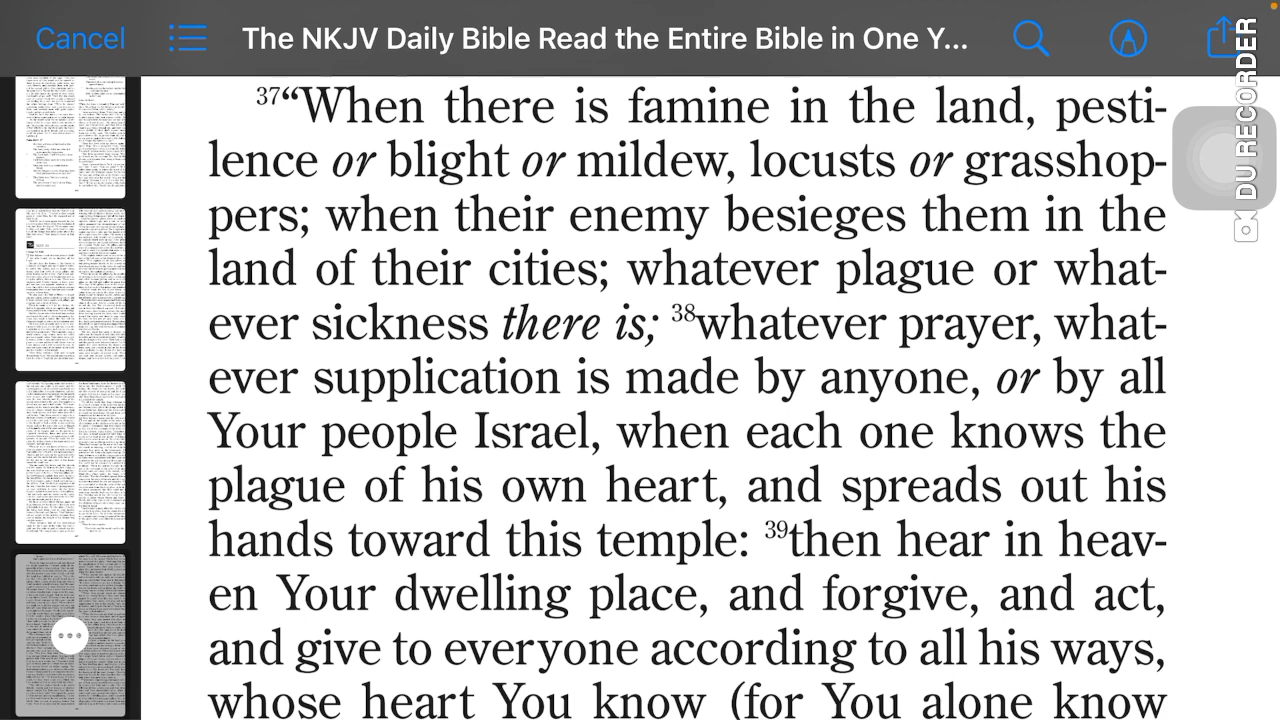 Cancel
The NKJV Daily Bible Read the Entire Bible in One Y...
37“When there is famine in the land, pesti-
lence or blight or mildew, locusts or grasshop-
pers; when their enemy besieges them in the
land of their cities; whatever plague or what-
ever sickness there is; 38whatever prayer, what-
ever supplication is made by anyone, or by all
Your people Israel, when each one knows the
plague of his own heart, and spreads out his
hands toward this temple: 39then hear in heav-
en Your dwelling place, and forgive, and act,
and give to everyone according to all his ways,
whose heart You know (for You alone know
DU RECORDER